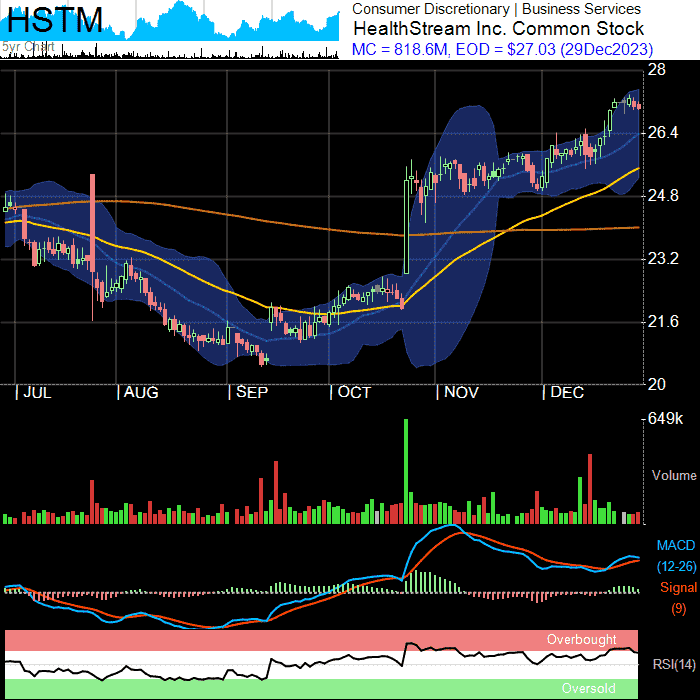 HSTM
5yr Chart
Consumer Discretionary | Business Services
HealthStream Inc. Common Stock
MC = 818.6M, EOD = $27.03 (29Dec2023)
28
26.4
24.8
23.2
21.6
20
JUL AUG SEP OCT NOV DEC
649k
Volume
MACD
(12-26)
Signal
(9)
Overbought
RSI(14)
Oversold